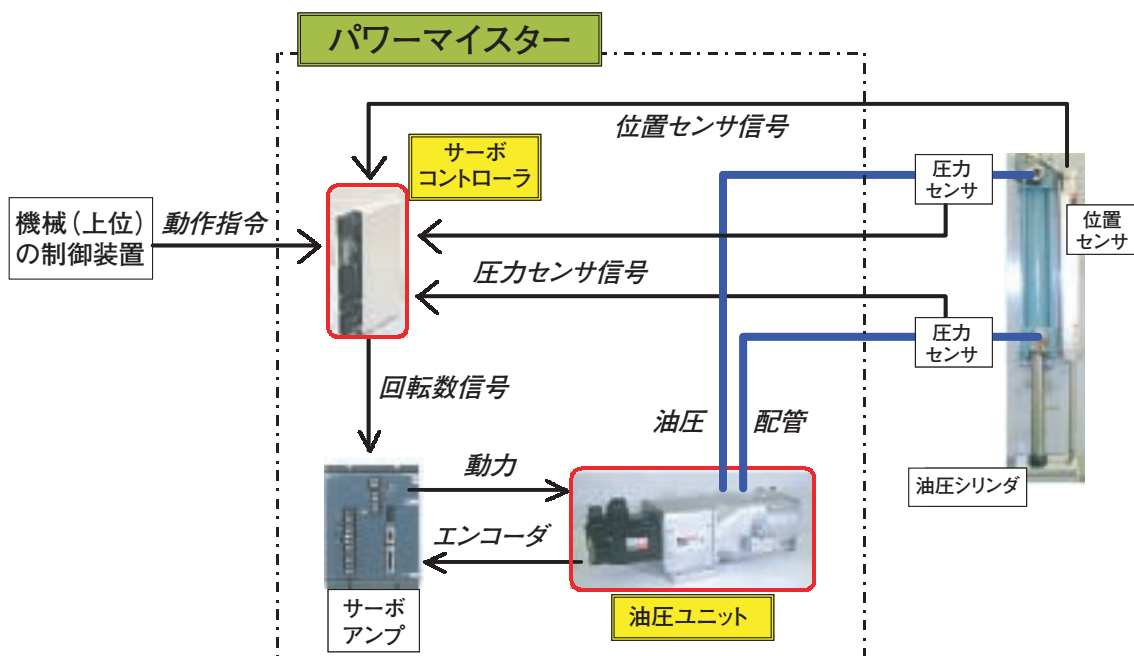 パワーマイスター
位置センサ信号
サーボ
コントローラ
圧力
センサ
機械（上位）
の制御装置
動作指令
位置
センサ
圧力センサ信号
圧力
センサ
回転数信号
油圧
配管
動力
油圧シリンダ
エンコーダ
サーボ
アンプ
油圧ユニット